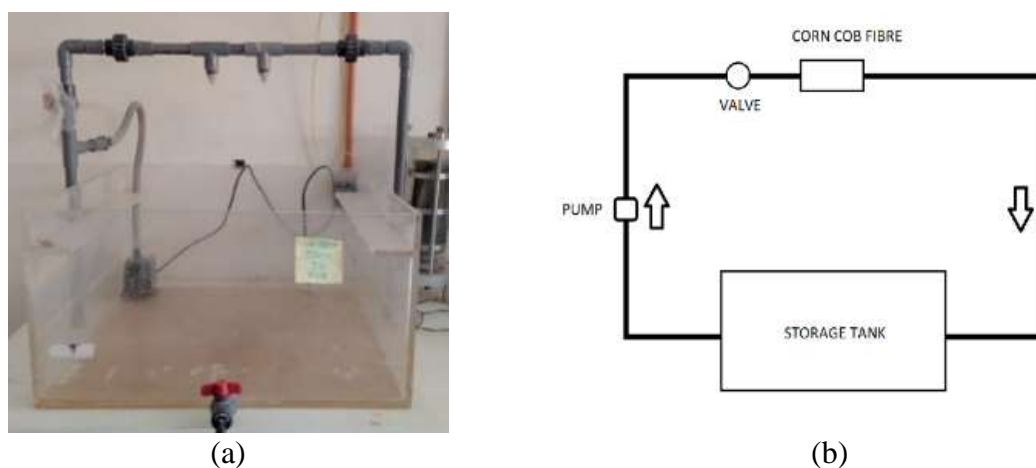 CORN COB FIBRE
VALVE
PUMP
STORAGE TANK
(a)
(b)